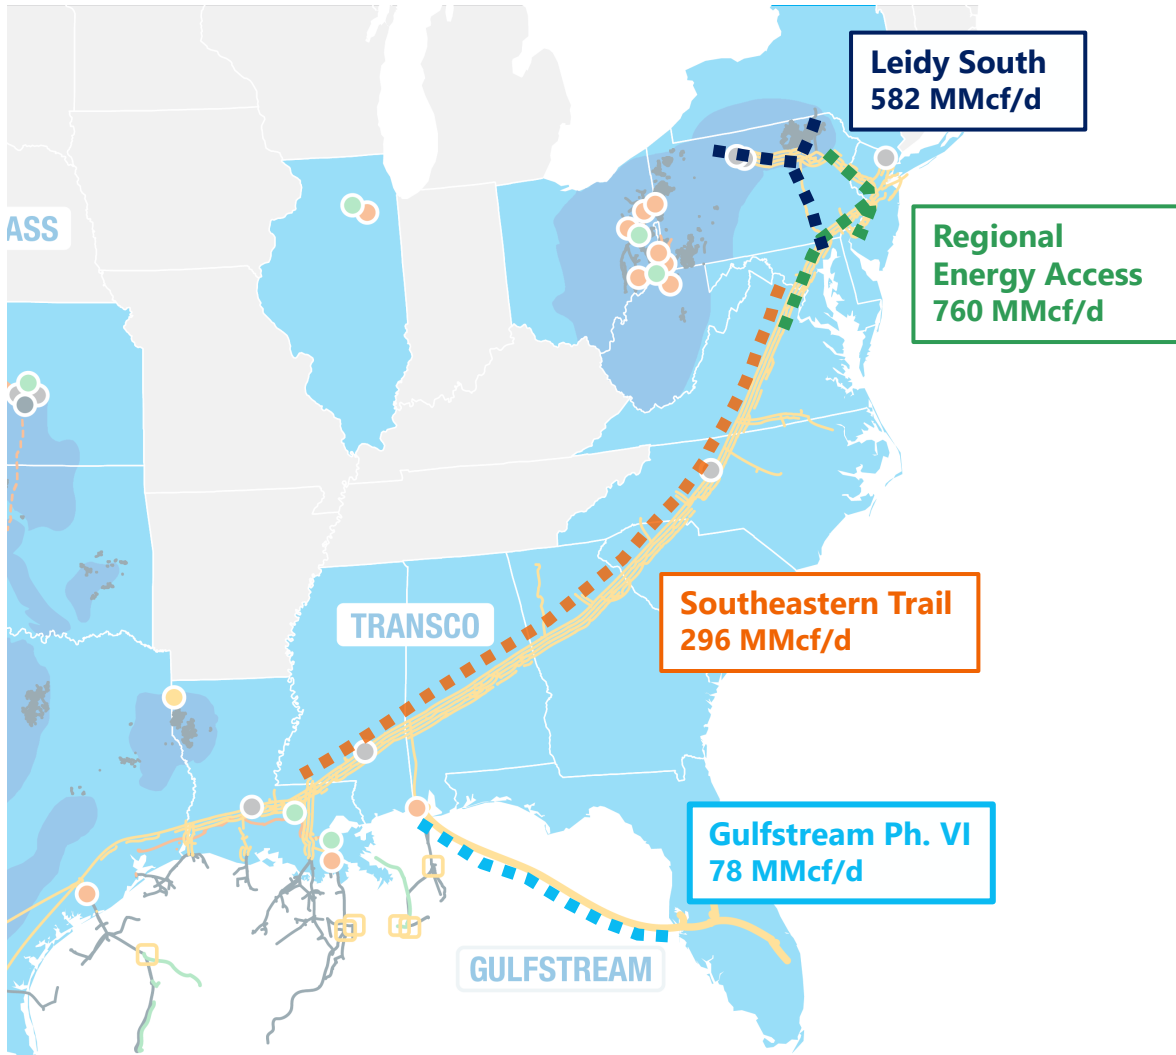 Leidy South
582 MMcf/d
ASS
Regional
Energy Access
760 MMcf/d
Southeastern Trail
296 MMcf/d
TRANSCO
Gulfstream Ph. VI
78 MMcf/d
GULFSTREAM